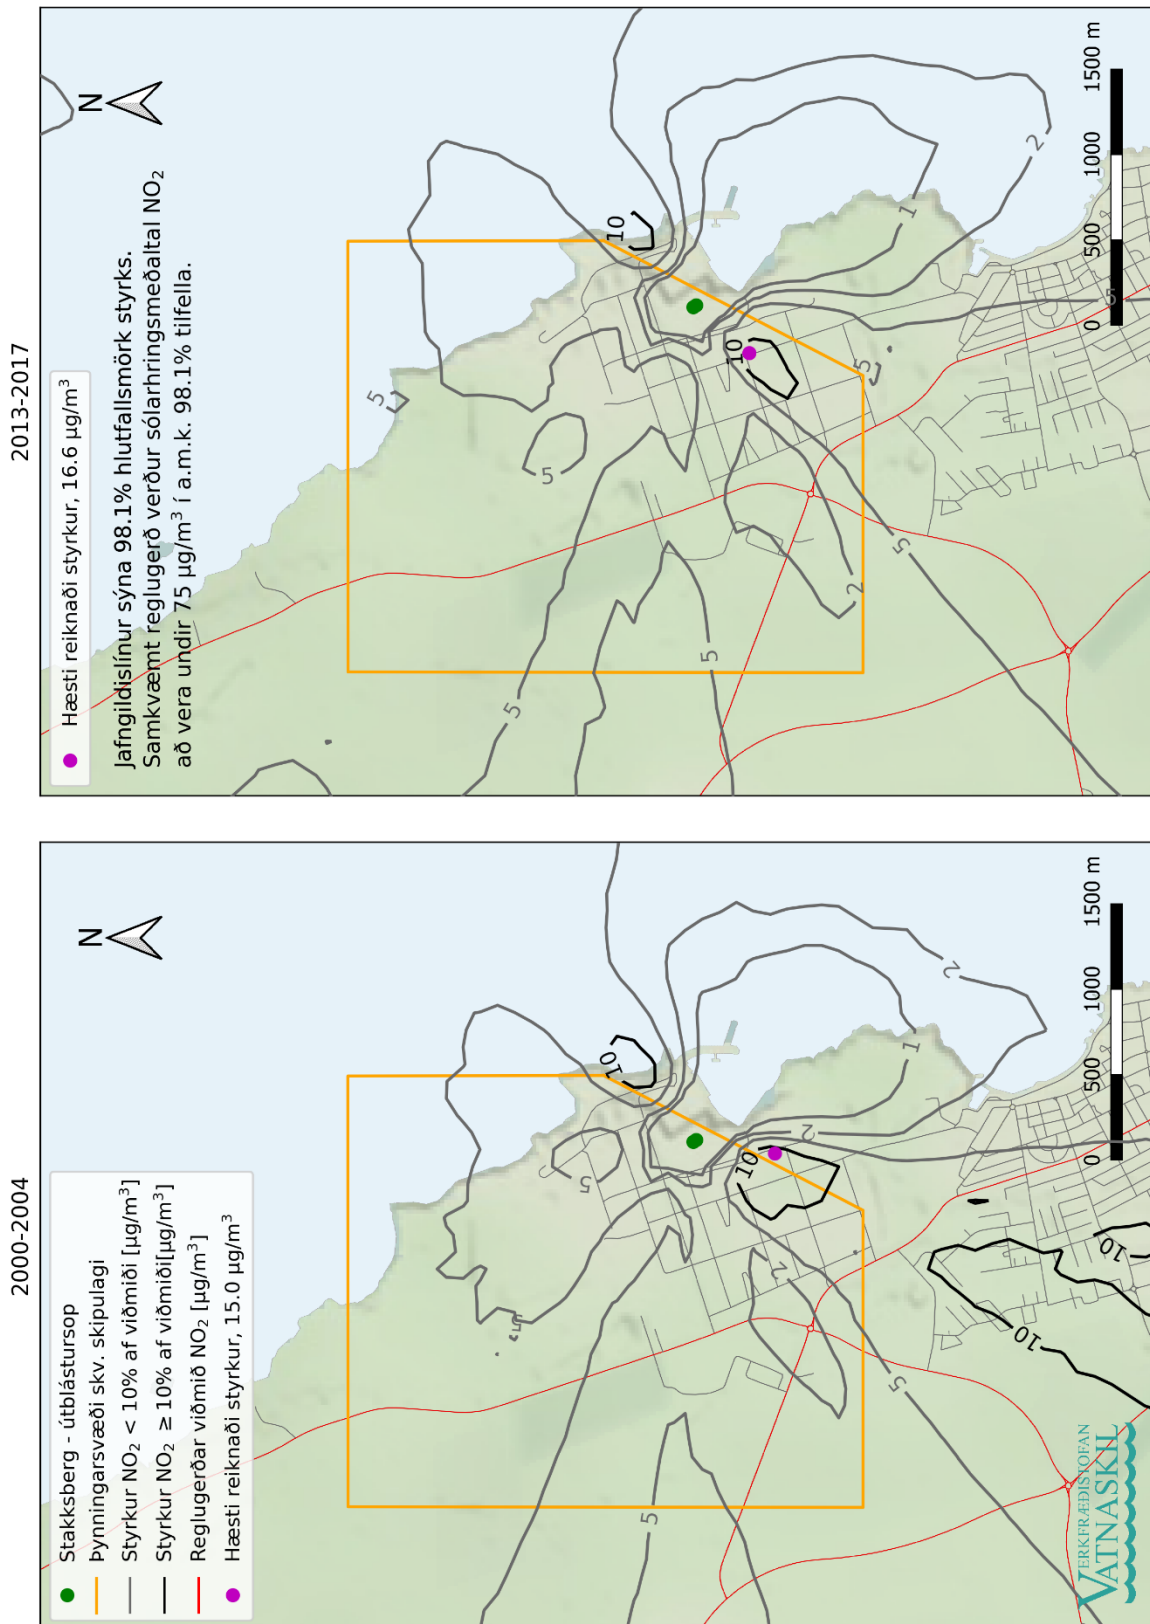 2000-2004
Stakksberg - útblástursop
Þynningarsvæði skv. skipulagi
Styrkur NO₂ < 10% af viðmiði [µg/m³]
Styrkur NO₂ ≥ 10% af viðmiði[µg/m³]
Reglugerðar viðmið NO₂ [µg/m³]
Hæsti reiknaði styrkur, 15.0 µg/m³
N
5
5
5
5
10
10
2
2
2
1
10
10
0 500 1000 1500 m
VERKFRÆÐISTOFAN
VATNASKIL
2013-2017
Hæsti reiknaði styrkur, 16.6 µg/m³
Jafngildislínur sýna 98.1% hlutfallsmörk styrks.
Samkvæmt reglugerð verður sólarhringsmeðaltal NO₂
að vera undir 75 µg/m³ í a.m.k. 98.1% tilfella.
N
5
5
5
5
10
10
5
5
5
2
2
1
0 500 1000 1500 m